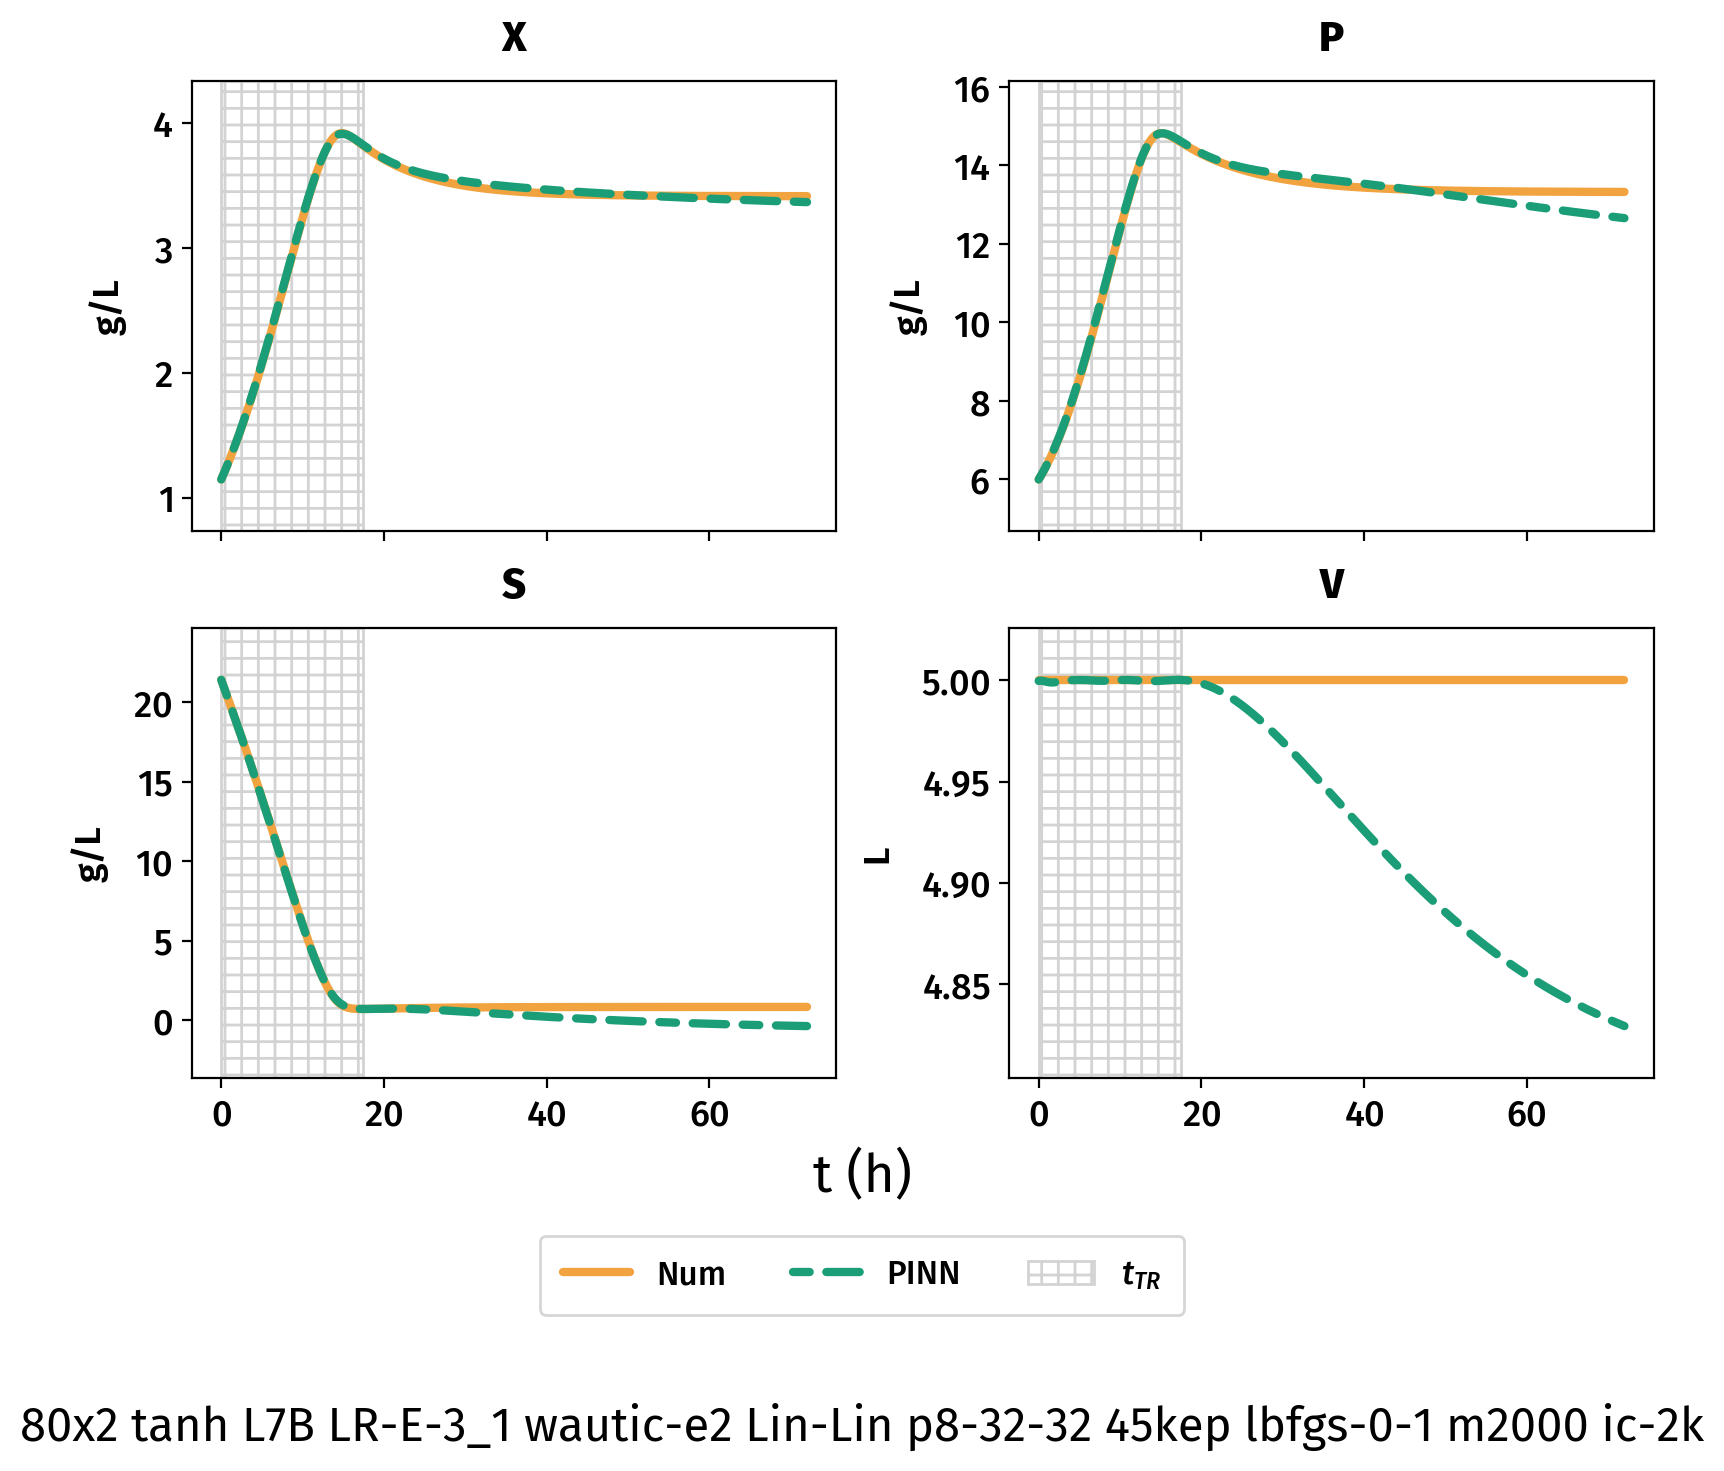 X
4
3
2
1
g/L
P
16
14
12
10
8
6
g/L
S
20
15
10
5
0
g/L
0 20 40 60
V
5.00
4.95
4.90
4.85
L
0 20 40 60
t (h)
Num PINN tTR
80x2 tanh L7B LR-E-3_1 wautic-e2 Lin-Lin p8-32-32 45kep lbfgs-0-1 m2000 ic-2k